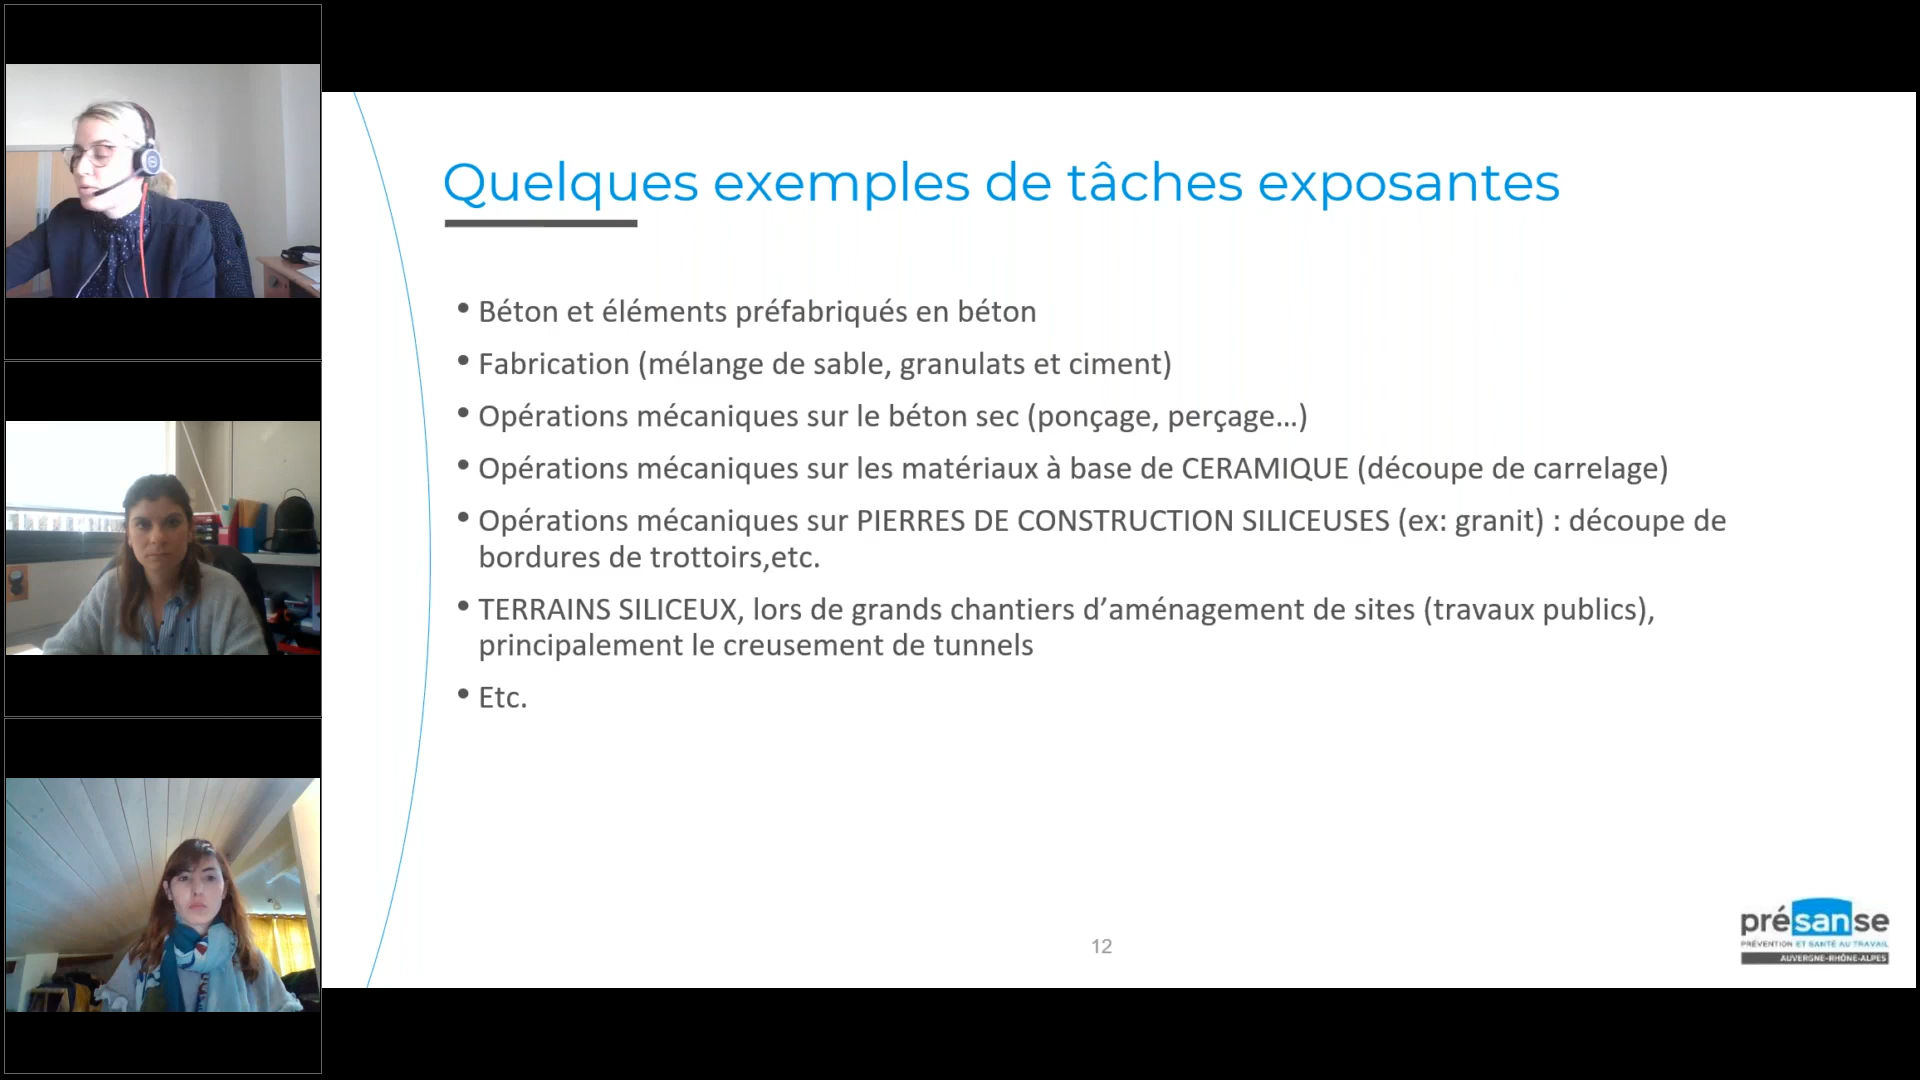 Quelques exemples de tâches exposantes
• Béton et éléments préfabriqués en béton
• Fabrication (mélange de sable, granulats et ciment)
• Opérations mécaniques sur le béton sec (ponçage, perçage…)
• Opérations mécaniques sur les matériaux à base de CERAMIQUE (découpe de carrelage)
• Opérations mécaniques sur PIERRES DE CONSTRUCTION SILICEUSES (ex: granit) : découpe de
bordures de trottoirs,etc.
• TERRAINS SILICEUX, lors de grands chantiers d’aménagement de sites (travaux publics),
principalement le creusement de tunnels
• Etc.
12
présanse
PRÉVENTION ET SANTÉ AU TRAVAIL
AUVERGNE-RHÔNE-ALPES